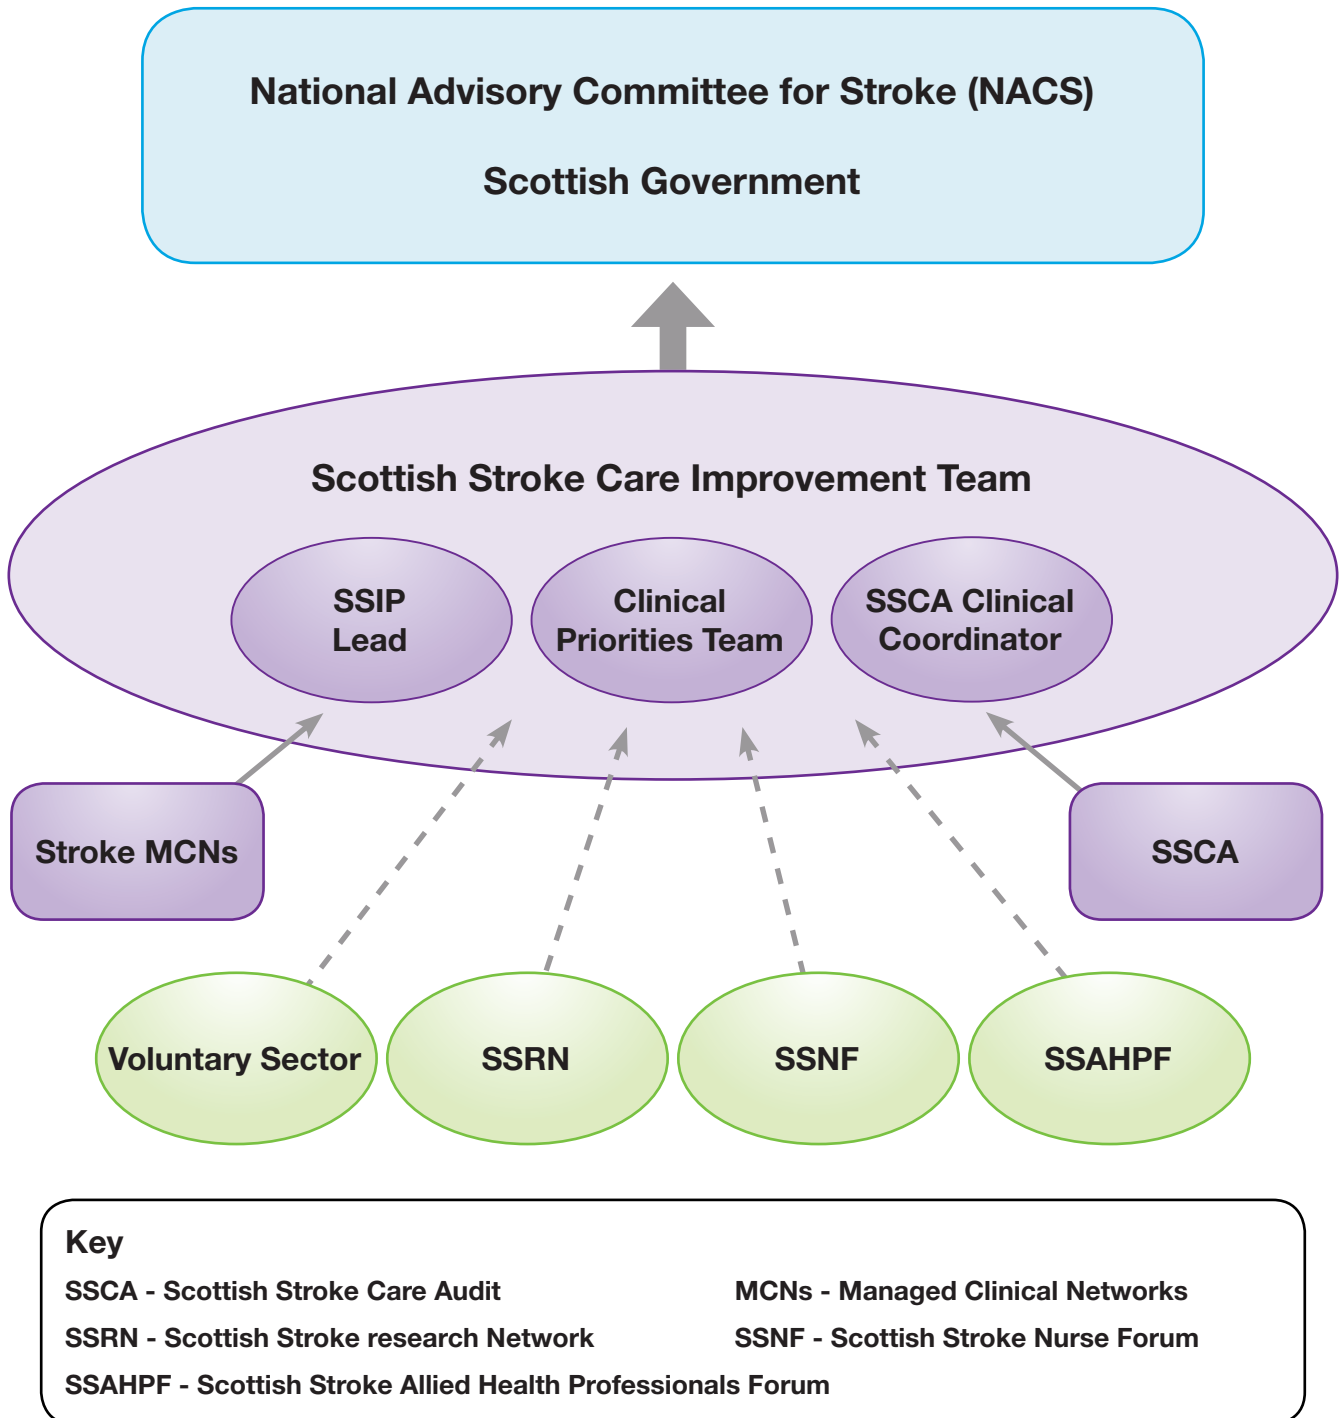 National Advisory Committee for Stroke (NACS)
Scottish Government
Scottish Stroke Care Improvement Team
SSIP
Lead
Clinical
Priorities Team
SSCA Clinical
Coordinator
Stroke MCNs
SSCA
Voluntary Sector
SSRN
SSNF
SSAHPF
Key
SSCA - Scottish Stroke Care Audit
MCNs - Managed Clinical Networks
SSRN - Scottish Stroke research Network
SSNF - Scottish Stroke Nurse Forum
SSAHPF - Scottish Stroke Allied Health Professionals Forum